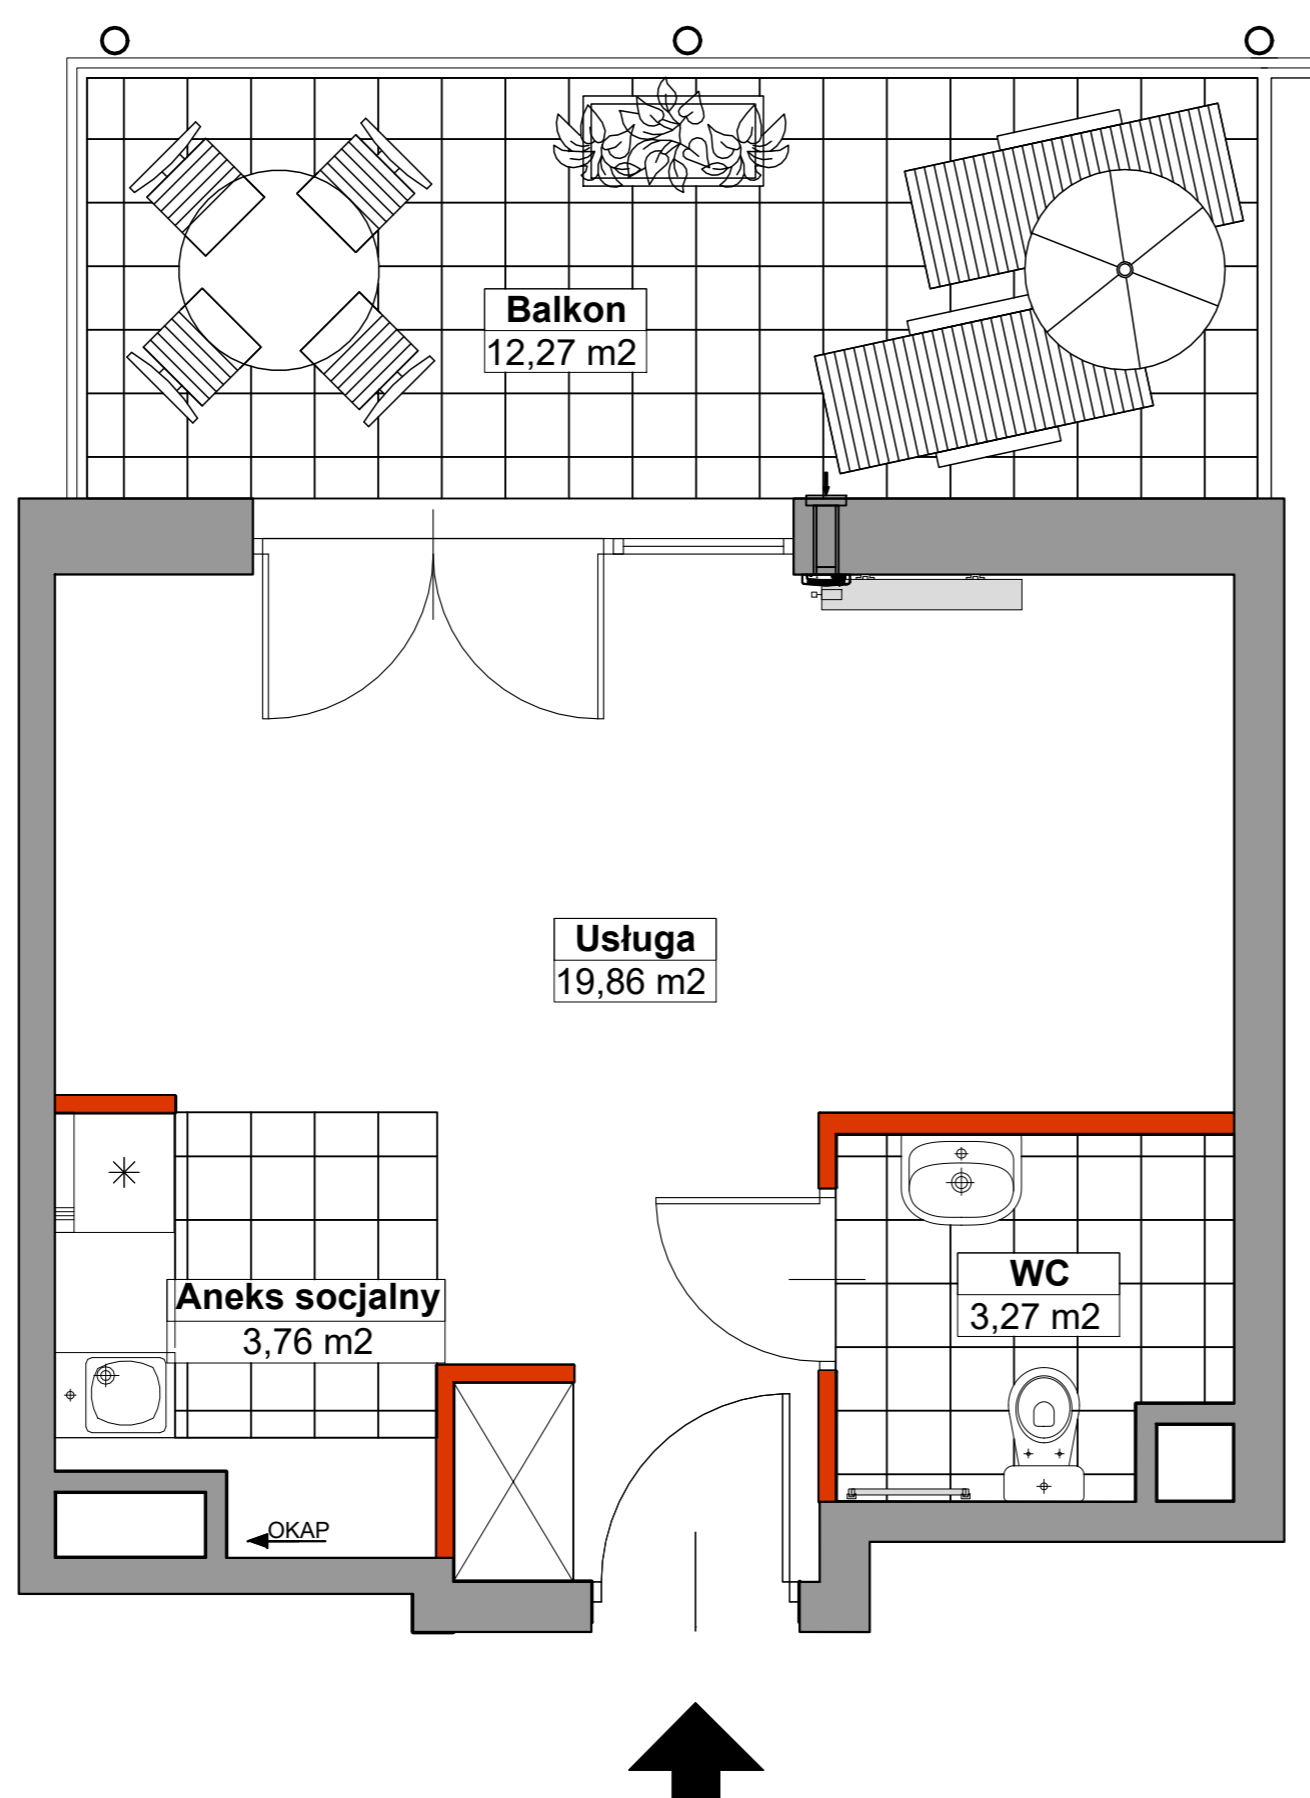 Balkon
12,27 m2
Usługa
19,86 m2
Aneks socjalny
3,76 m2
WC
3,27 m2
OKAP